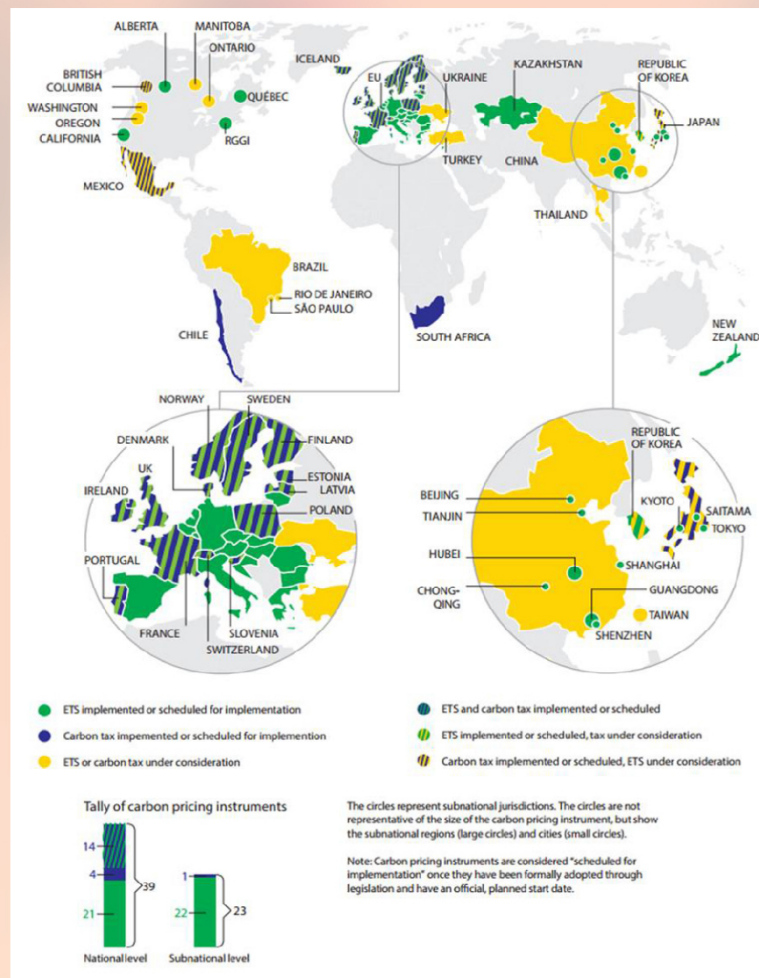 ALBERTA
MANITOBA
ONTARIO
BRITISH
COLUMBIA
WASHINGTON
OREGON
CALIFORNIA
QUÉBEC
RGGI
MEXICO
ICELAND
EU
UKRAINE
KAZAKHSTAN
REPUBLIC
OF KOREA
JAPAN
TURKEY
CHINA
THAILAND
BRAZIL
RIO DE JANEIRO
SÃO PAULO
CHILE
SOUTH AFRICA
NEW
ZEALAND
NORWAY
SWEDEN
DENMARK
FINLAND
UK
IRELAND
ESTONIA
LATVIA
POLAND
PORTUGAL
FRANCE
SLOVENIA
SWITZERLAND
REPUBLIC
OF KOREA
BEIJING
TIANJIN
KYOTO
SAITAMA
TOKYO
HUBEI
SHANGHAI
CHONG-
QING
GUANGDONG
TAIWAN
SHENZHEN
ETS implemented or scheduled for implementation
Carbon tax impemented or scheduled for implemention
ETS or carbon tax under consideration
ETS and carbon tax implemented or scheduled
ETS implemented or scheduled, tax under consideration
Carbon tax implemented or scheduled, ETS under consideration
Tally of carbon pricing instruments
14
4
39
21
National level
1
22
23
Subnational level
The circles represent subnational jurisdictions. The circles are not
representative of the size of the carbon pricing instrument, but show
the subnational regions (large circles) and cities (small circles).
Note: Carbon pricing instruments are considered "scheduled for
implementation" once they have been formally adopted through
legislation and have an official, planned start date.